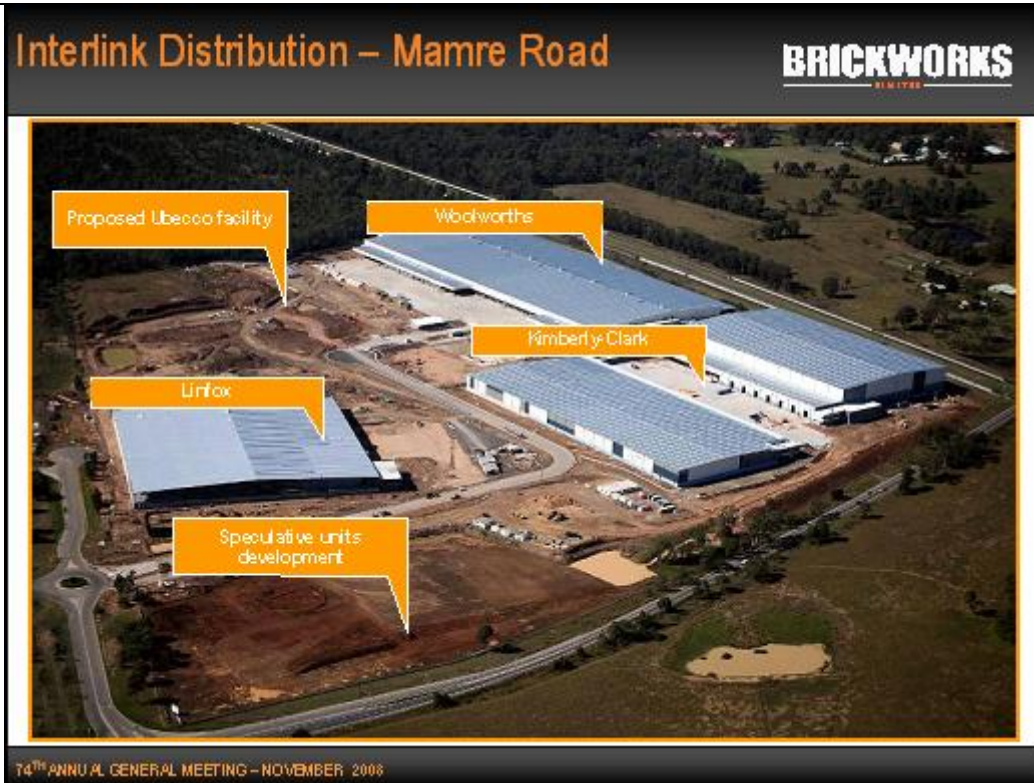 Interlink Distribution – Mamre Road
BRICKWORKS
LIMITED
Proposed Ubecco facility
Woolworths
Kimberly-Clark
Linfox
Speculative units
development
74TH ANNUAL GENERAL MEETING – NOVEMBER 2008